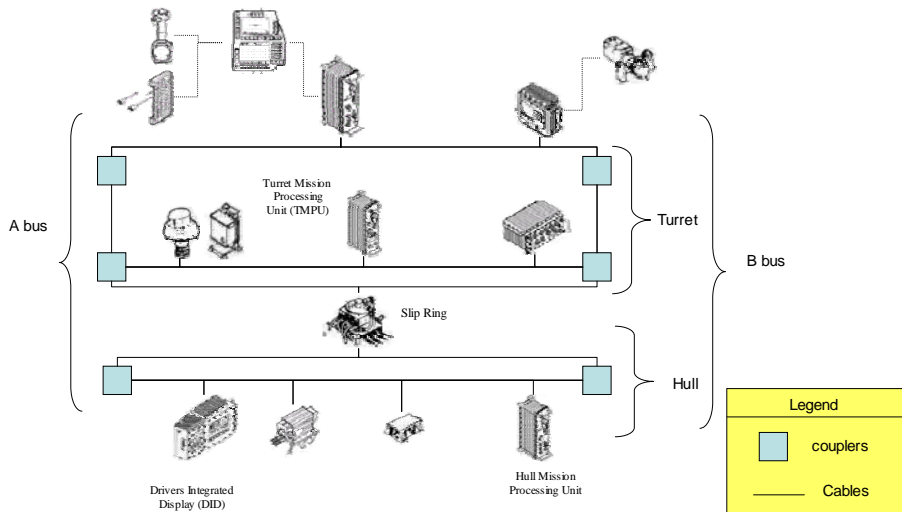 Turret Mission
Processing
Unit (TMPU)
A bus
Turret
B bus
Slip Ring
Hull
Legend
couplers
Cables
Hull Mission
Processing Unit
Drivers Integrated
Display (DID)